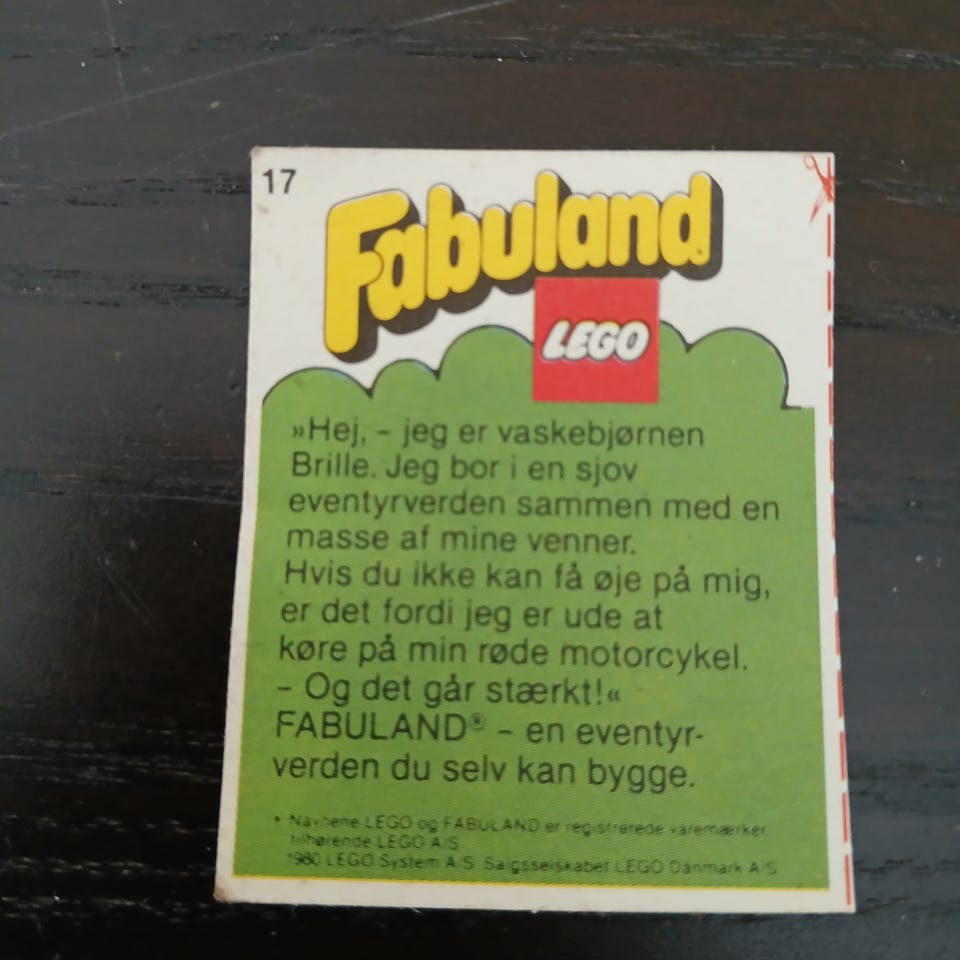 17
Fabuland
LEGO
»Hej, - jeg er vaskebjørnen
Brille. Jeg bor i en sjov
eventyrverden sammen med en
masse af mine venner.
Hvis du ikke kan få øje på mig,
er det fordi jeg er ude at
køre på min røde motorcykel.
- Og det går stærkt!«
FABULAND® - en eventyr-
verden du selv kan bygge.
* Navnene LEGO og FABULAND er registrerede varemærker
tilhørende LEGO A/S
1980 LEGO System A/S Salgsselskabet LEGO Danmark A/S